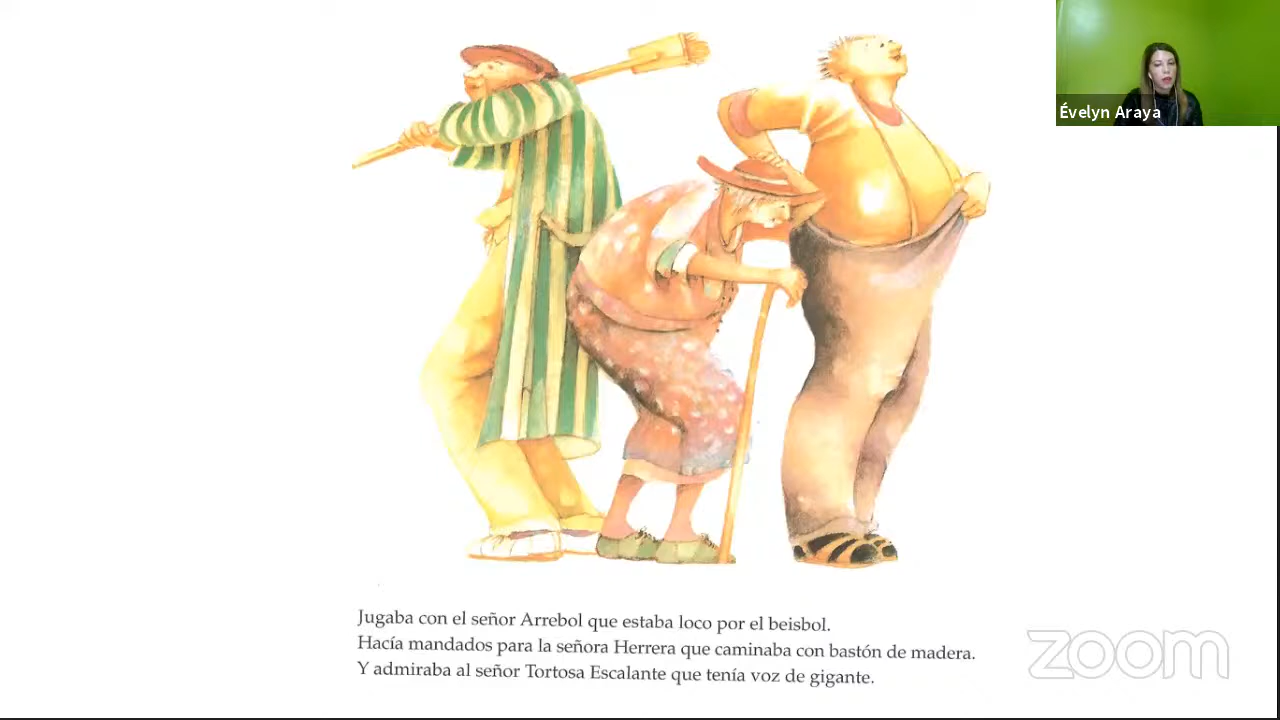 Évelyn Araya
Jugaba con el señor Arrebol que estaba loco por el beisbol.
Hacía mandados para la señora Herrera que caminaba con bastón de madera.
Y admiraba al señor Tortosa Escalante que tenía voz de gigante.
zoom